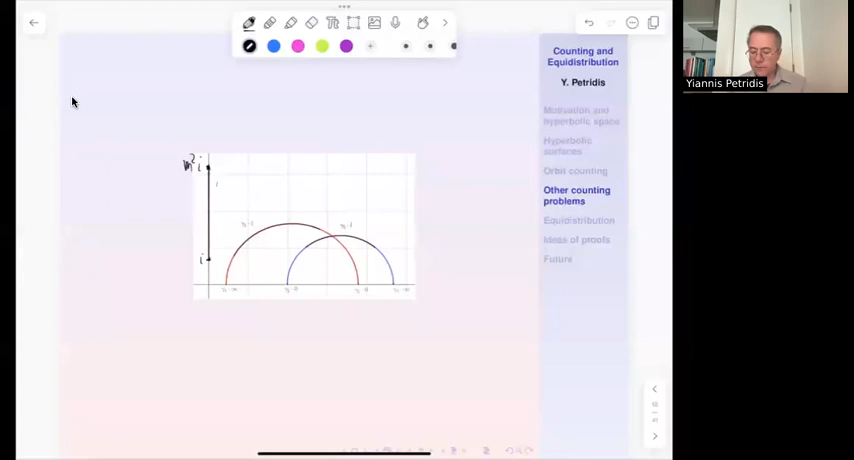 Counting and
Equidistribution
Y. Petridis
Motivation and
hyperbolic space
Hyperbolic
surfaces
Orbit counting
Other counting
problems
Equidistribution
Ideas of proofs
Future
Yiannis Petridis
m² i
i